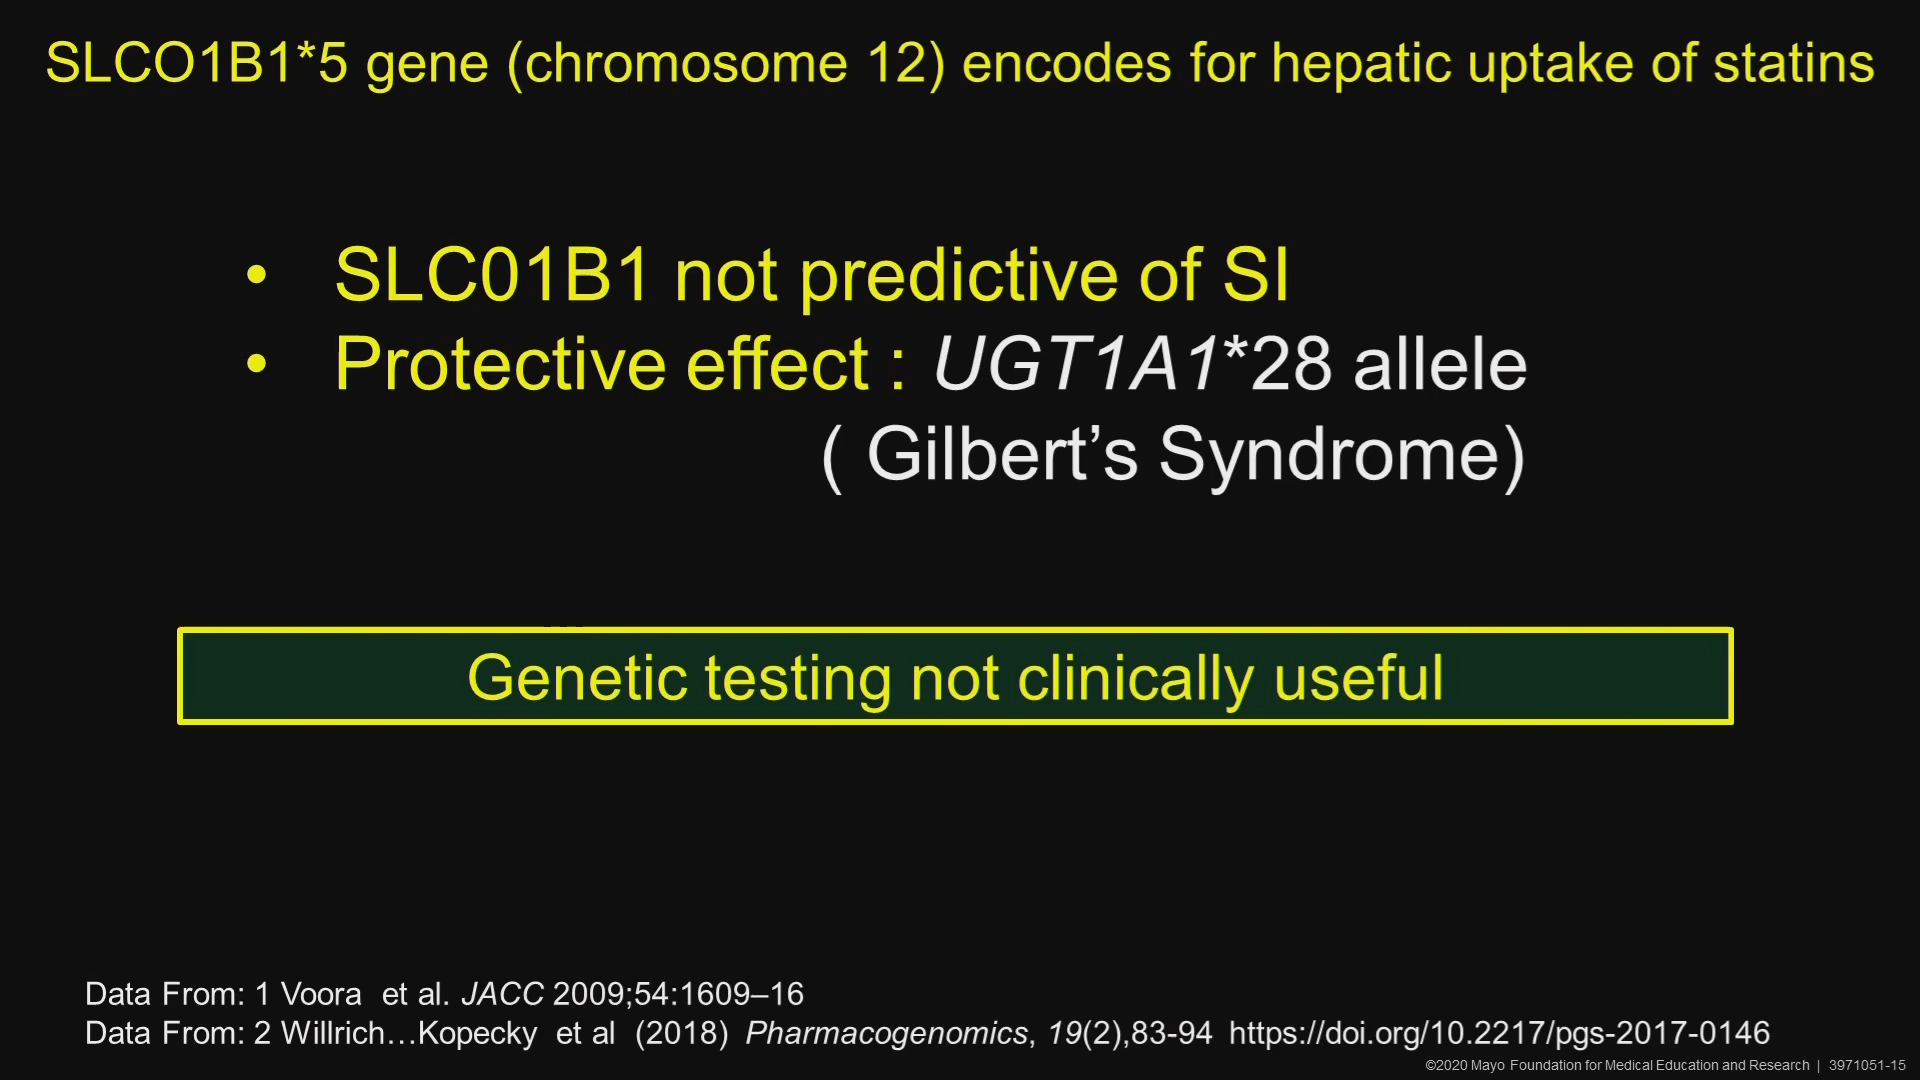 SLCO1B1*5 gene (chromosome 12) encodes for hepatic uptake of statins
• SLC01B1 not predictive of SI
• Protective effect : UGT1A1*28 allele
( Gilbert’s Syndrome)
Genetic testing not clinically useful
Data From: 1 Voora et al. JACC 2009;54:1609–16
Data From: 2 Willrich…Kopecky et al (2018) Pharmacogenomics, 19(2),83-94 https://doi.org/10.2217/pgs-2017-0146
©2020 Mayo Foundation for Medical Education and Research | 3971051-15